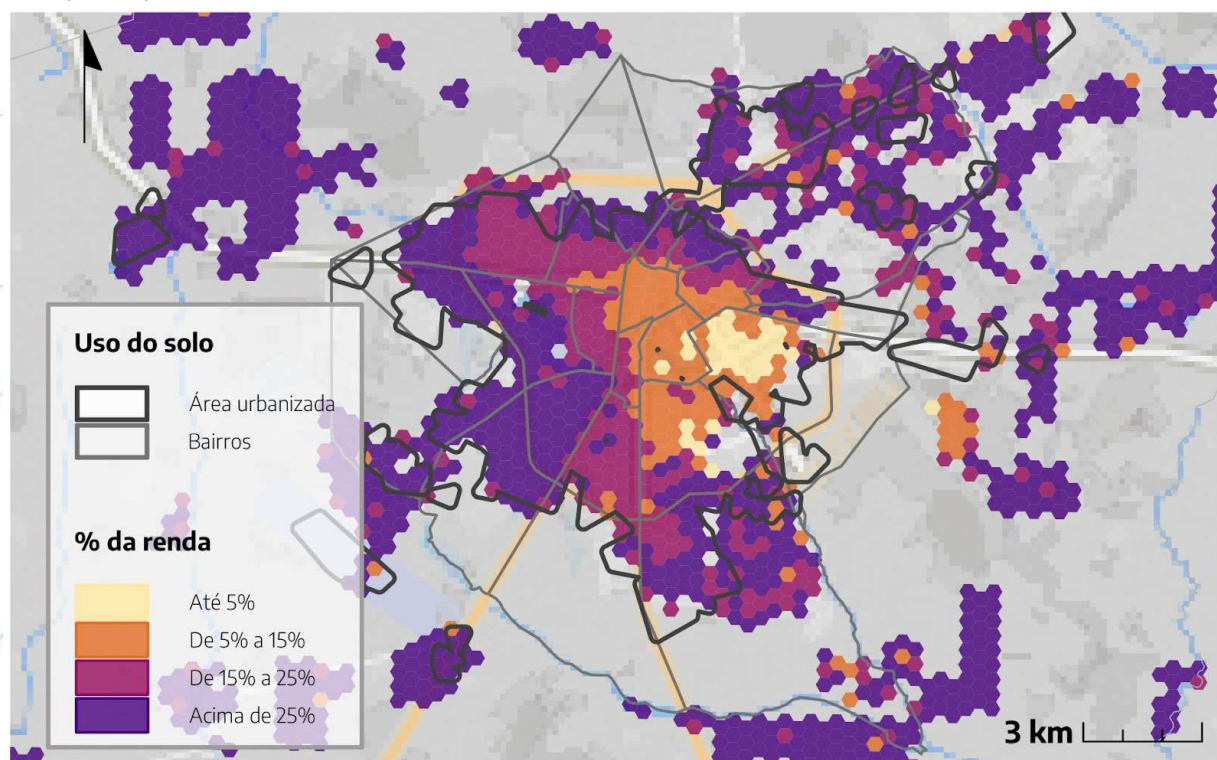 Uso do solo
Área urbanizada
Bairros
% da renda
Até 5%
De 5% a 15%
De 15% a 25%
Acima de 25%
3 km